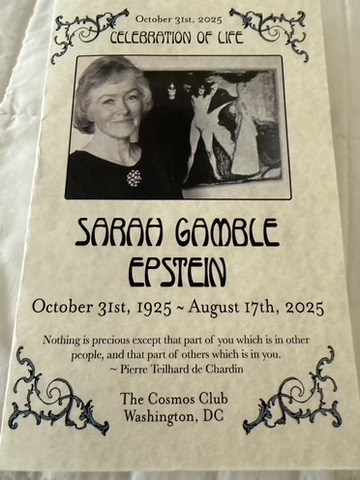 October 31st, 2025
CELEBRATION OF LIFE
SARAH GAMBLE
EPSTEIN
October 31st, 1925 ~ August 17th, 2025
Nothing is precious except that part of you which is in other
people, and that part of others which is in you.
~ Pierre Teilhard de Chardin
The Cosmos Club
Washington, DC